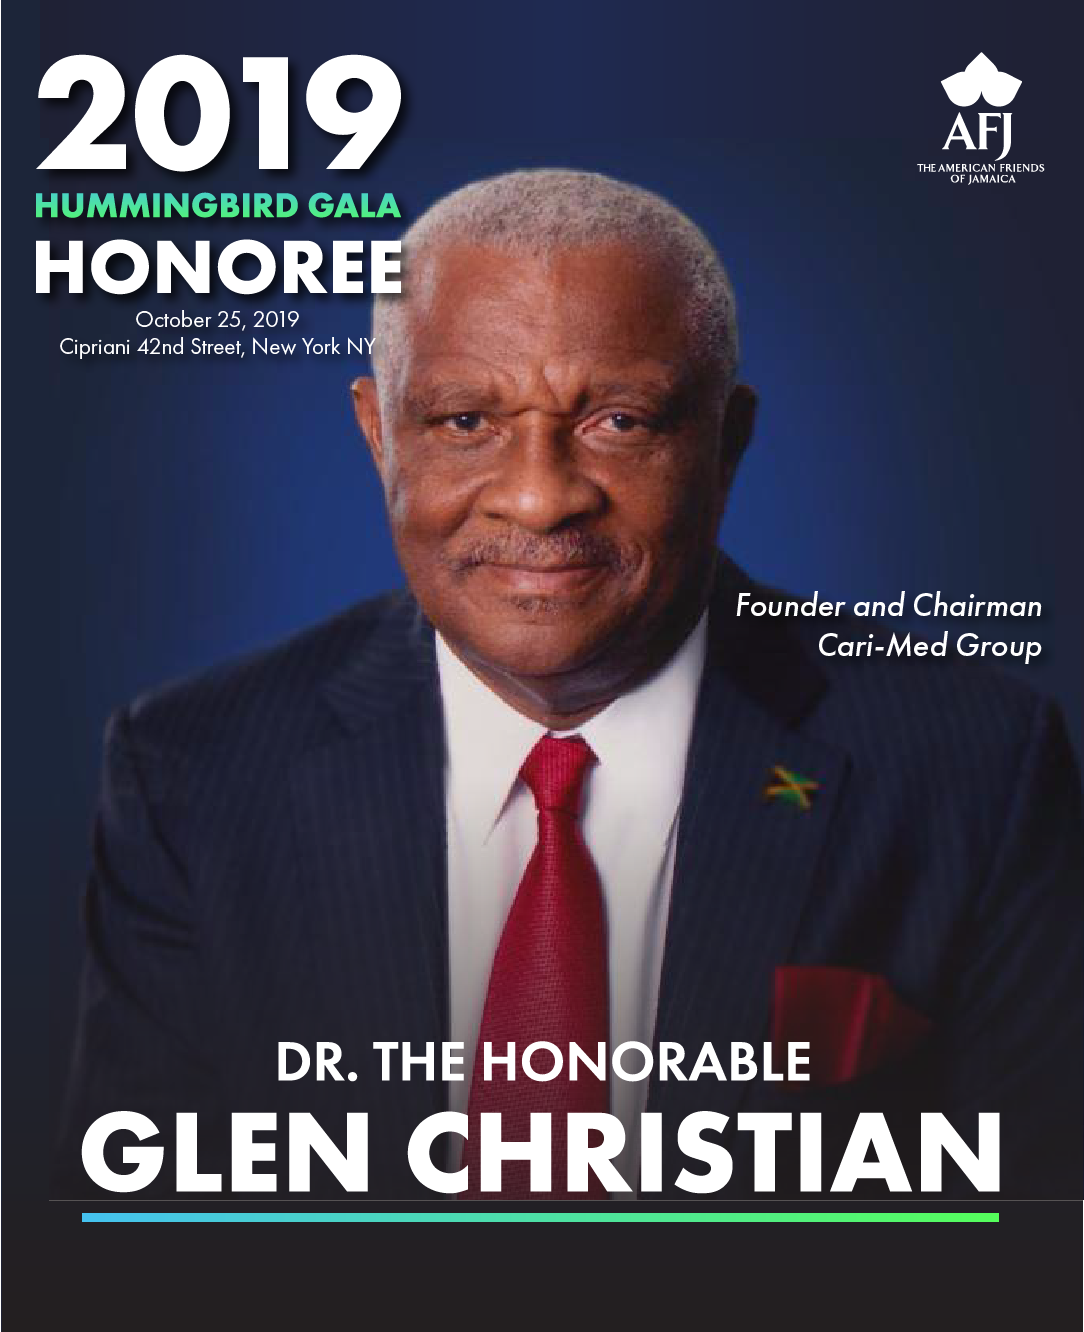 2019
HUMMINGBIRD GALA
HONOREE
October 25, 2019
Cipriani 42nd Street, New York NY
AFJ
THE AMERICAN FRIENDS
OF JAMAICA
Founder and Chairman
Cari-Med Group
DR. THE HONORABLE
GLEN CHRISTIAN